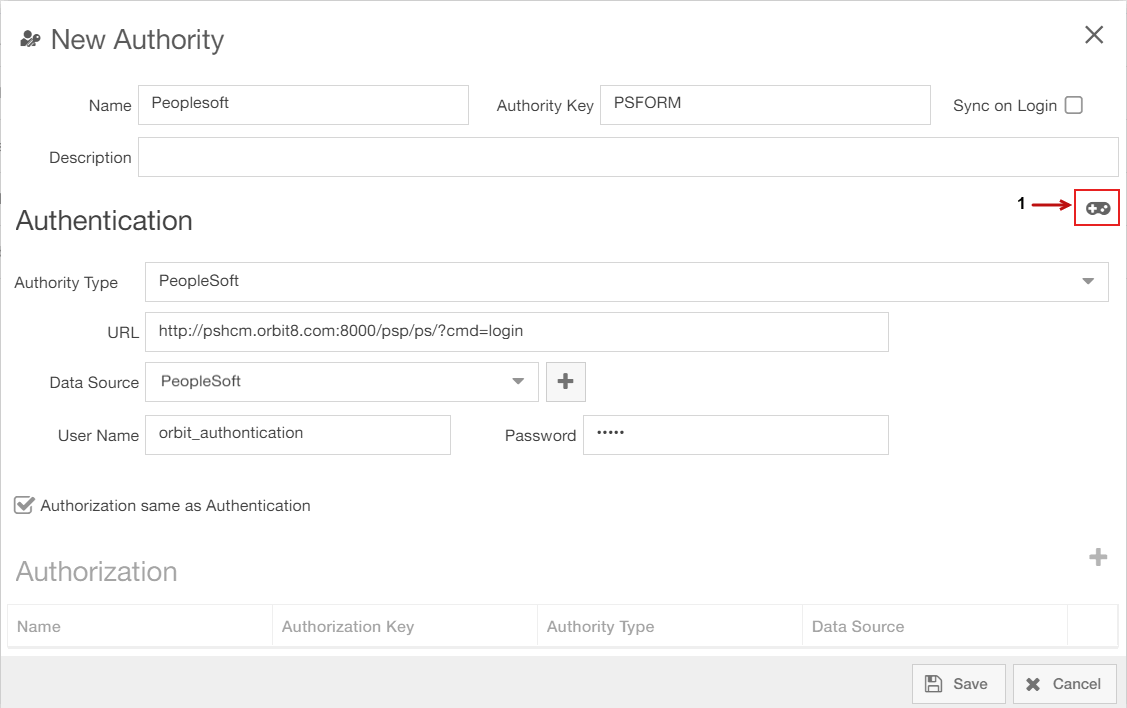 New Authority
Name Peoplesoft Authority Key PSFORM Sync on Login
Description
1
Authentication
Authority Type PeopleSoft
URL http://pshcm.orbit8.com:8000/psp/ps/?cmd=login
Data Source PeopleSoft
User Name orbit_authontication Password •••••
Authorization same as Authentication
Authorization
Name Authorization Key Authority Type Data Source
Save Cancel